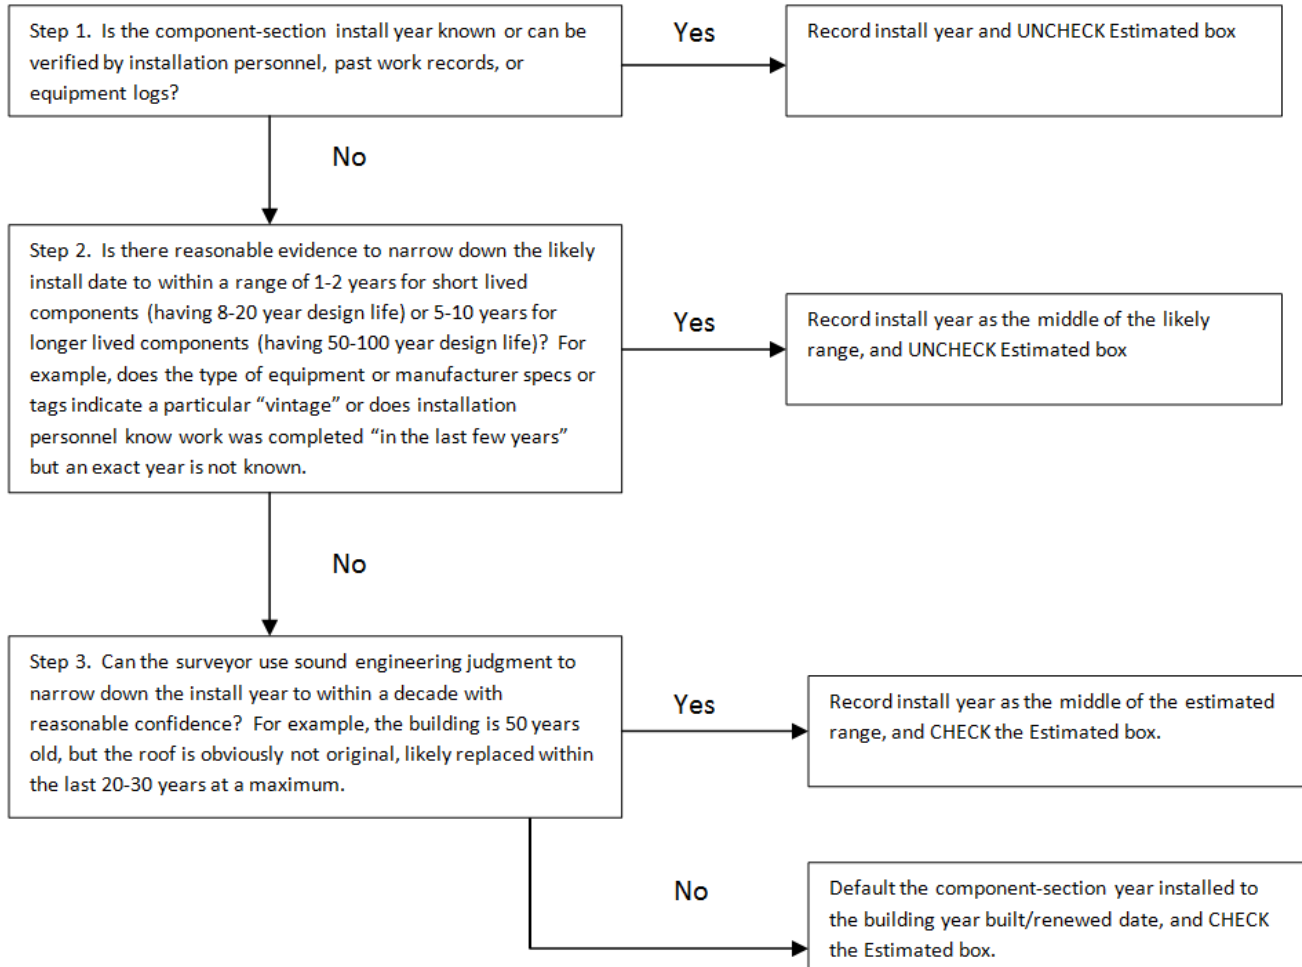 Step 1. Is the component-section install year known or can be
verified by installation personnel, past work records, or
equipment logs?
Yes
Record install year and UNCHECK Estimated box
No
Step 2. Is there reasonable evidence to narrow down the likely
install date to within a range of 1-2 years for short lived
components (having 8-20 year design life) or 5-10 years for
longer lived components (having 50-100 year design life)? For
example, does the type of equipment or manufacturer specs or
tags indicate a particular “vintage” or does installation
personnel know work was completed “in the last few years”
but an exact year is not known.
Yes
Record install year as the middle of the likely
range, and UNCHECK Estimated box
No
Step 3. Can the surveyor use sound engineering judgment to
narrow down the install year to within a decade with
reasonable confidence? For example, the building is 50 years
old, but the roof is obviously not original, likely replaced within
the last 20-30 years at a maximum.
Yes
Record install year as the middle of the estimated
range, and CHECK the Estimated box.
No
Default the component-section year installed to
the building year built/renewed date, and CHECK
the Estimated box.